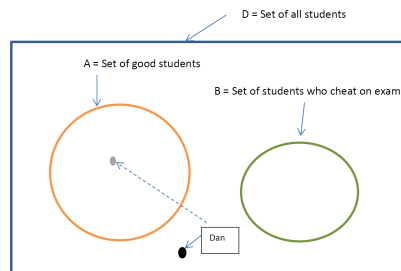 D = Set of all students
A = Set of good students
B = Set of students who cheat on exam
Dan